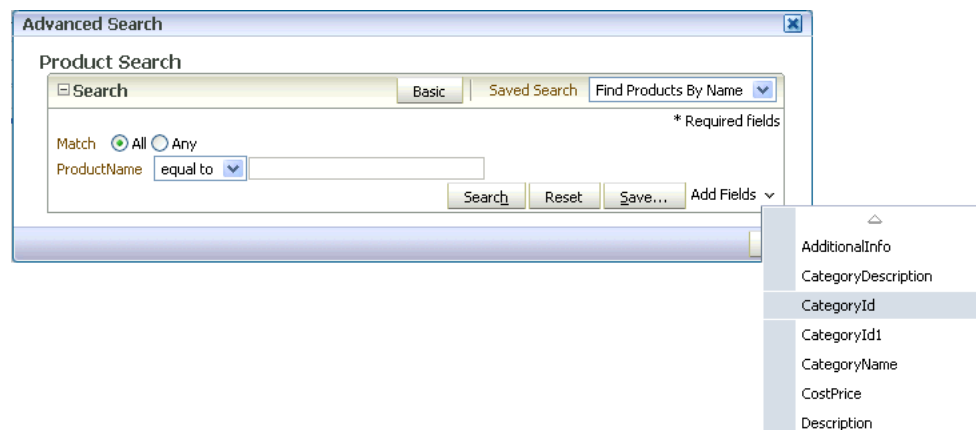 Advanced Search
Product Search
Search Basic Saved Search Find Products By Name
* Required fields
Match All Any
ProductName equal to
Search Reset Save... Add Fields
AdditionalInfo
CategoryDescription
CategoryId
CategoryId1
CategoryName
CostPrice
Description